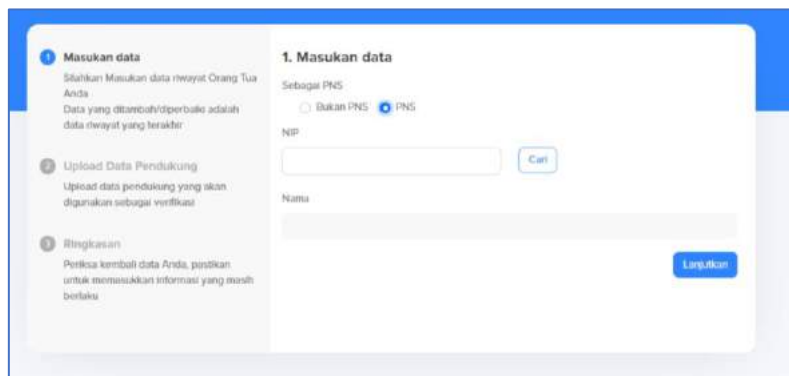 1 Masukan data
Silahkan Masukan data riwayat Orang Tua
Anda
Data yang ditambah/diperbaiki adalah
data riwayat yang terakhir
2 Upload Data Pendukung
Upload data pendukung yang akan
digunakan sebagai verifikasi
3 Ringkasan
Periksa kembali data Anda, pastikan
untuk memasukkan informasi yang masih
berlaku
1. Masukan data
Sebagai PNS
Bukan PNS PNS
NIP
Cari
Nama
Lanjutkan